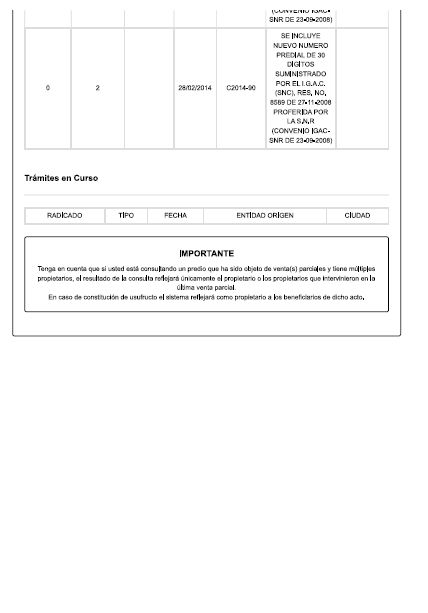 (CONVENIO IGAC-
SNR DE 23-09-2008)
0 2 28/02/2014 C2014-90 SE INCLUYE
NUEVO NUMERO
PREDIAL DE 30
DIGITOS
SUMINISTRADO
POR EL I.G.A.C.
(SNC), RES. NO.
8589 DE 27-11-2008
PROFERIDA POR
LA S.N.R
(CONVENIO IGAC-
SNR DE 23-09-2008)
Trámites en Curso
RADICADO TIPO FECHA ENTIDAD ORIGEN CIUDAD
IMPORTANTE
Tenga en cuenta que si usted está consultando un predio que ha sido objeto de venta(s) parciales y tiene múltiples
propietarios, el resultado de la consulta reflejará únicamente el propietario o los propietarios que intervinieron en la
última venta parcial.
En caso de constitución de usufructo el sistema reflejará como propietario a los beneficiarios de dicho acto.